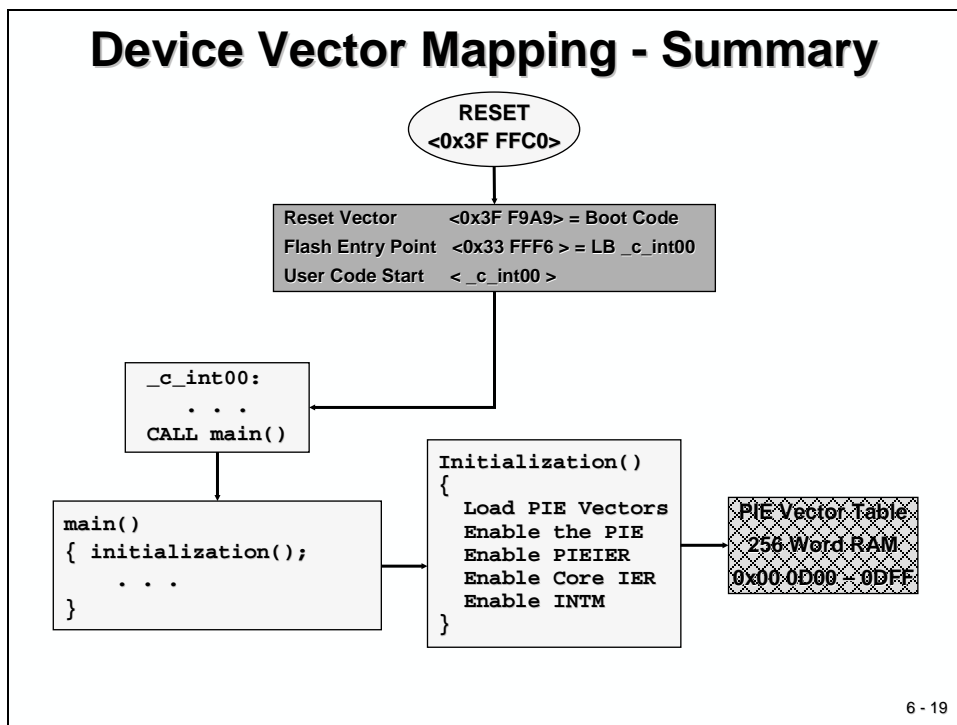 Device Vector Mapping - Summary
RESET
<0x3F FFC0>
Reset Vector <0x3F F9A9> = Boot Code
Flash Entry Point <0x33 FFF6 > = LB _c_int00
User Code Start < _c_int00 >
_c_int00:
. . .
CALL main()
main()
{ initialization();
. . .
}
Initialization()
{
Load PIE Vectors
Enable the PIE
Enable PIEIER
Enable Core IER
Enable INTM
}
PIE Vector Table
256 Word RAM
0x00 0D00 – 0DFF
6 - 19